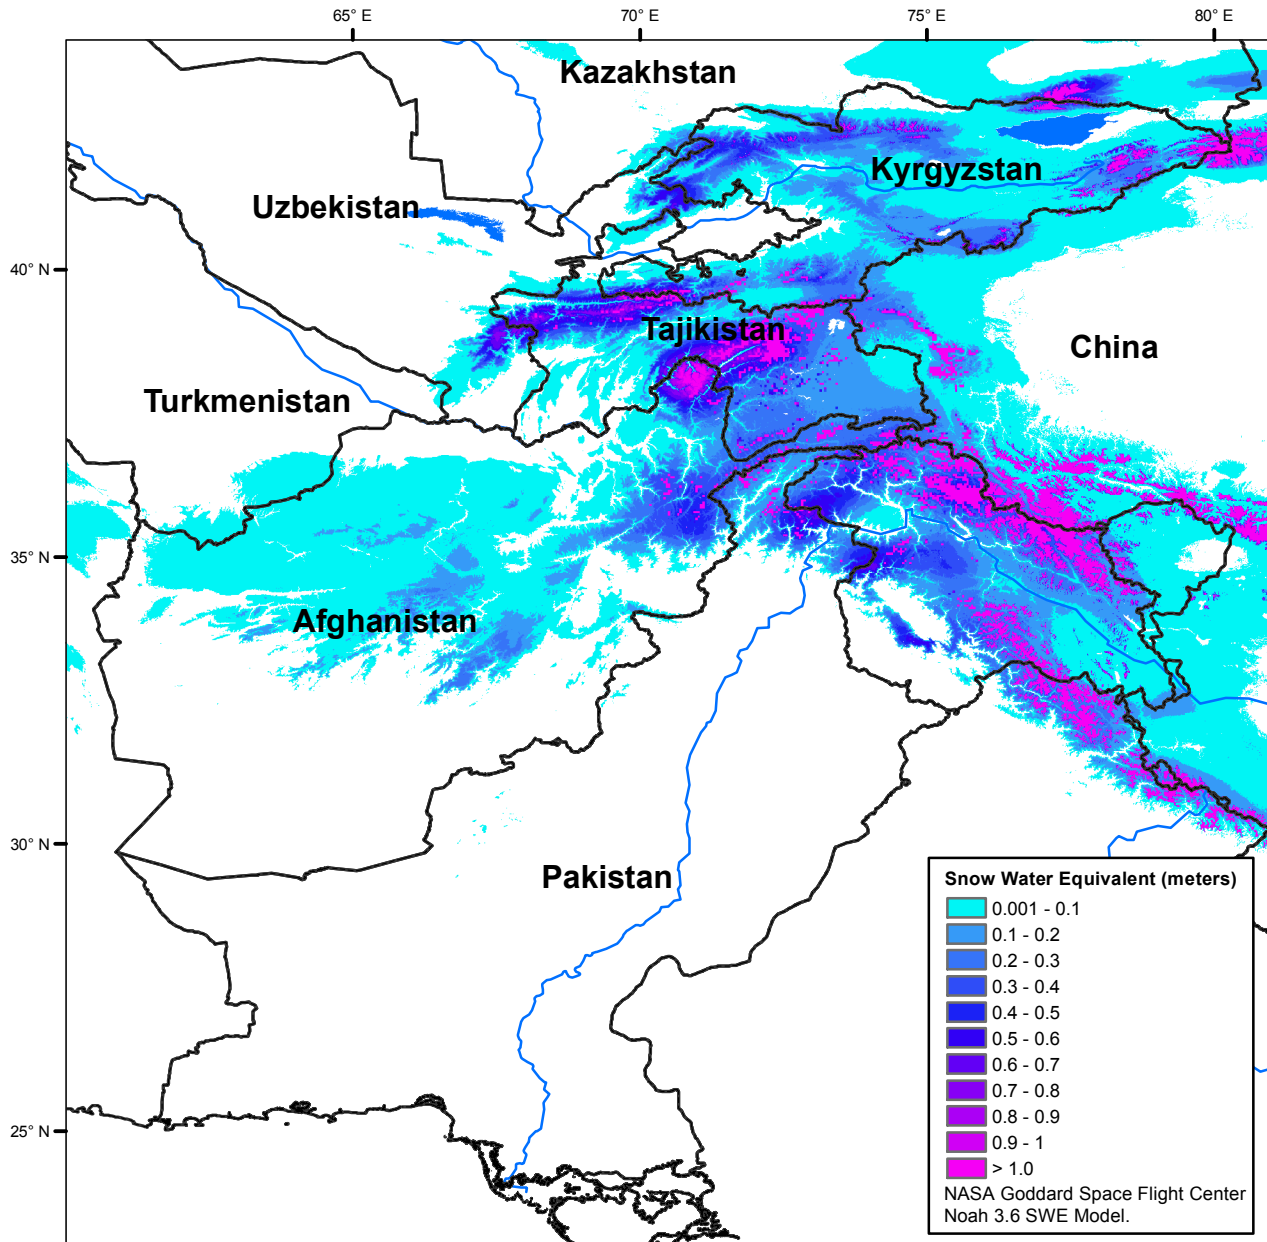 65° E
70° E
75° E
80° E
Kazakhstan
Kyrgyzstan
Uzbekistan
40° N
Tajikistan
China
Turkmenistan
35° N
Afghanistan
30° N
Pakistan
25° N
Snow Water Equivalent (meters)
0.001 - 0.1
0.1 - 0.2
0.2 - 0.3
0.3 - 0.4
0.4 - 0.5
0.5 - 0.6
0.6 - 0.7
0.7 - 0.8
0.8 - 0.9
0.9 - 1
> 1.0
NASA Goddard Space Flight Center
Noah 3.6 SWE Model.